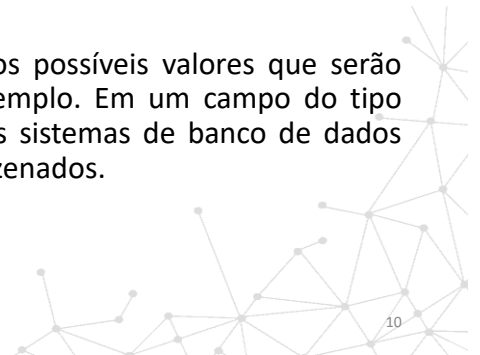 os possíveis valores que serão
emplo. Em um campo do tipo
s sistemas de banco de dados
zenados.
10